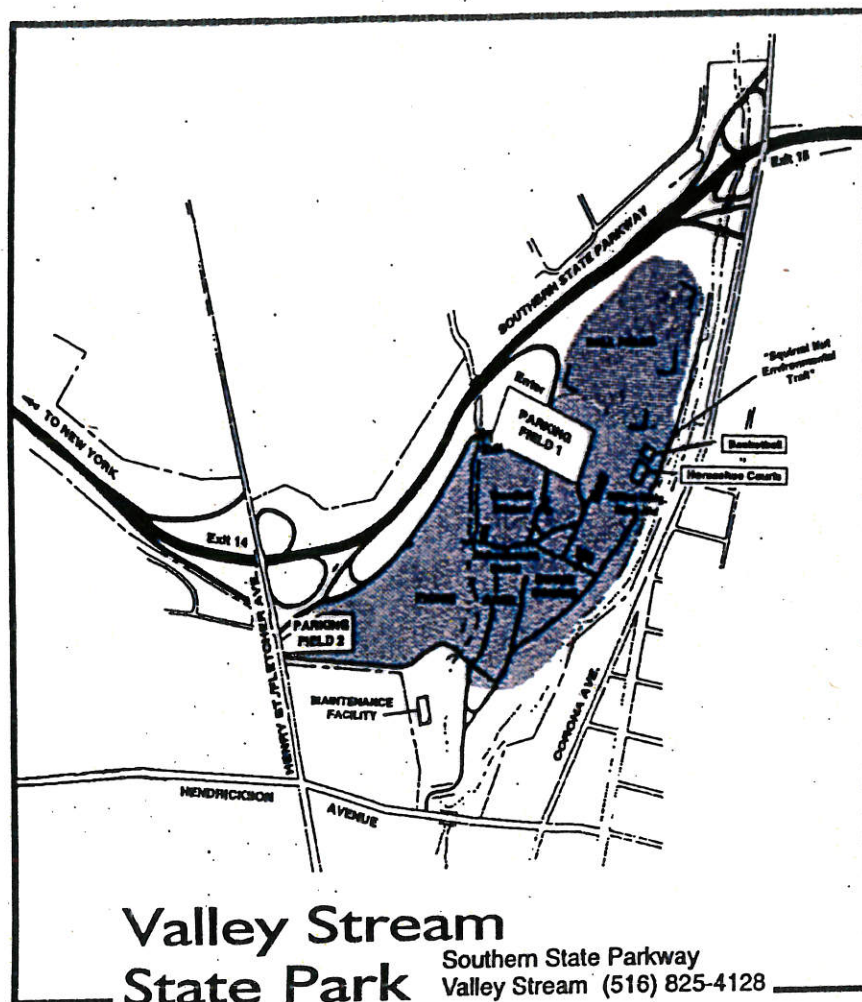 Exit 15
SOUTHERN STATE PARKWAY
BALL FIELDS
"Squirrel Nut
Environmental
Trail"
Enter
PARKING
FIELD 1
Basketball
Horseshoe Courts
TO NEW YORK
Exit 14
PARKING
FIELD 2
HENRY ST./FLETCHER AVE.
MAINTENANCE
FACILITY
CORONA AVE.
HENDRICKSON
AVENUE
Valley Stream
State Park
Southern State Parkway
Valley Stream (516) 825-4128